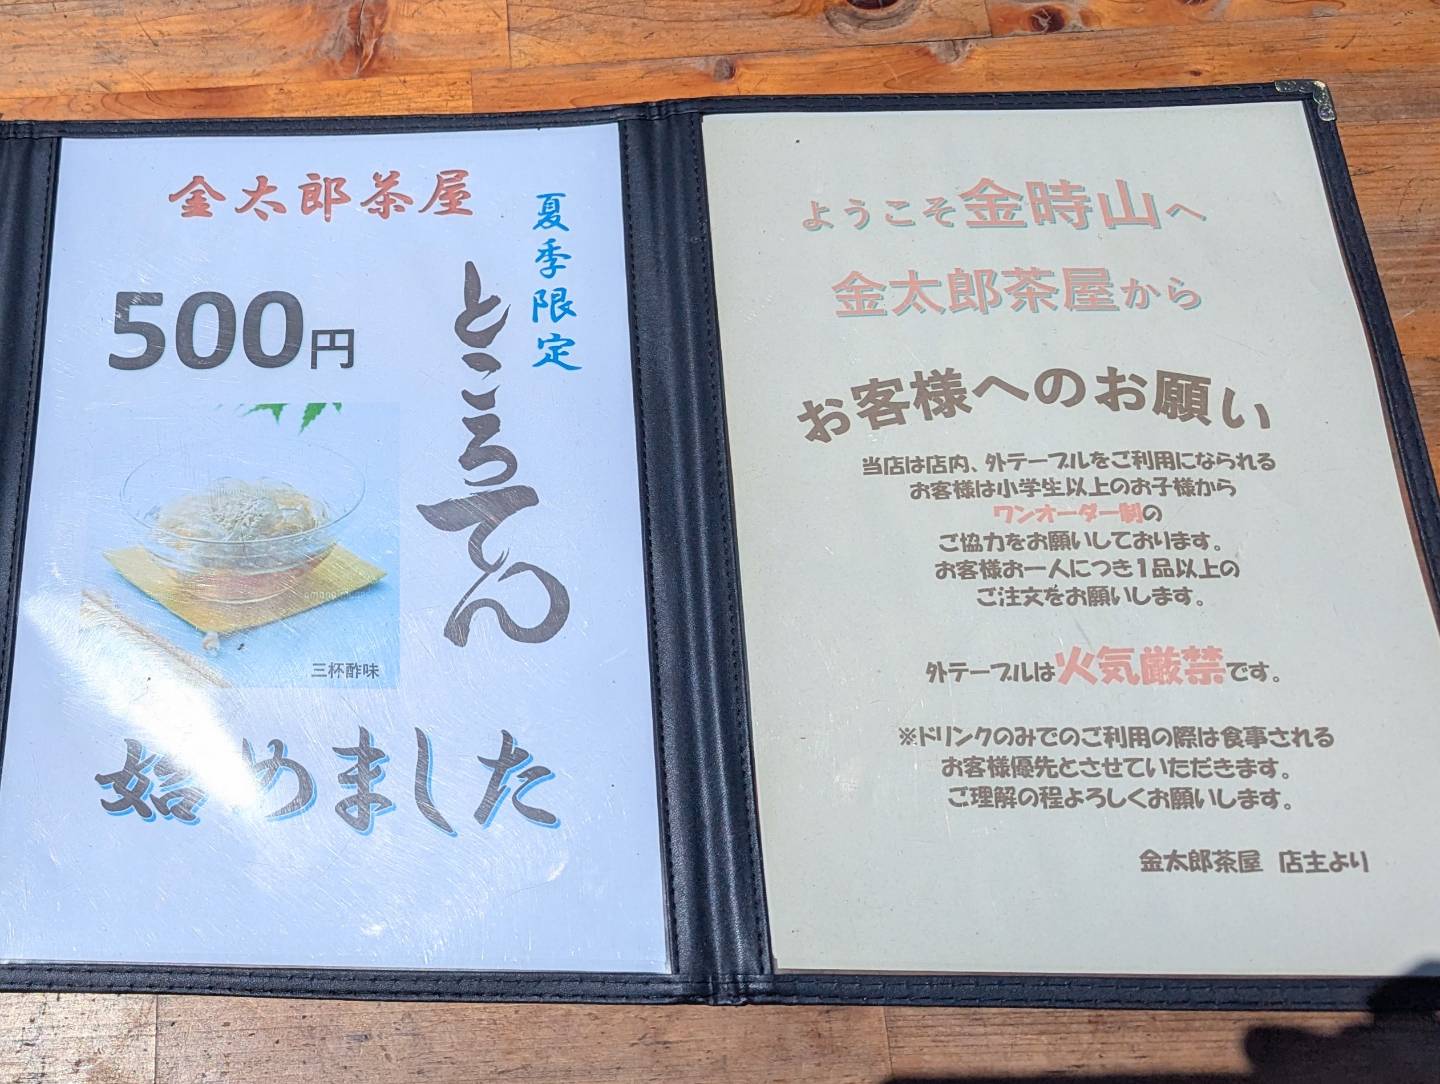 金太郎茶屋
夏季限定
ところてん
500円
三杯酢味
始めました
ようこそ金時山へ
金太郎茶屋から
お客様へのお願い
当店は店内、外テーブルをご利用になられる
お客様は小学生以上のお子様から
ワンオーダー制の
ご協力をお願いしております。
お客様お一人につき1品以上の
ご注文をお願いします。
外テーブルは火気厳禁です。
※ドリンクのみでのご利用の際は食事される
お客様優先とさせていただきます。
ご理解の程よろしくお願いします。
金太郎茶屋 店主より